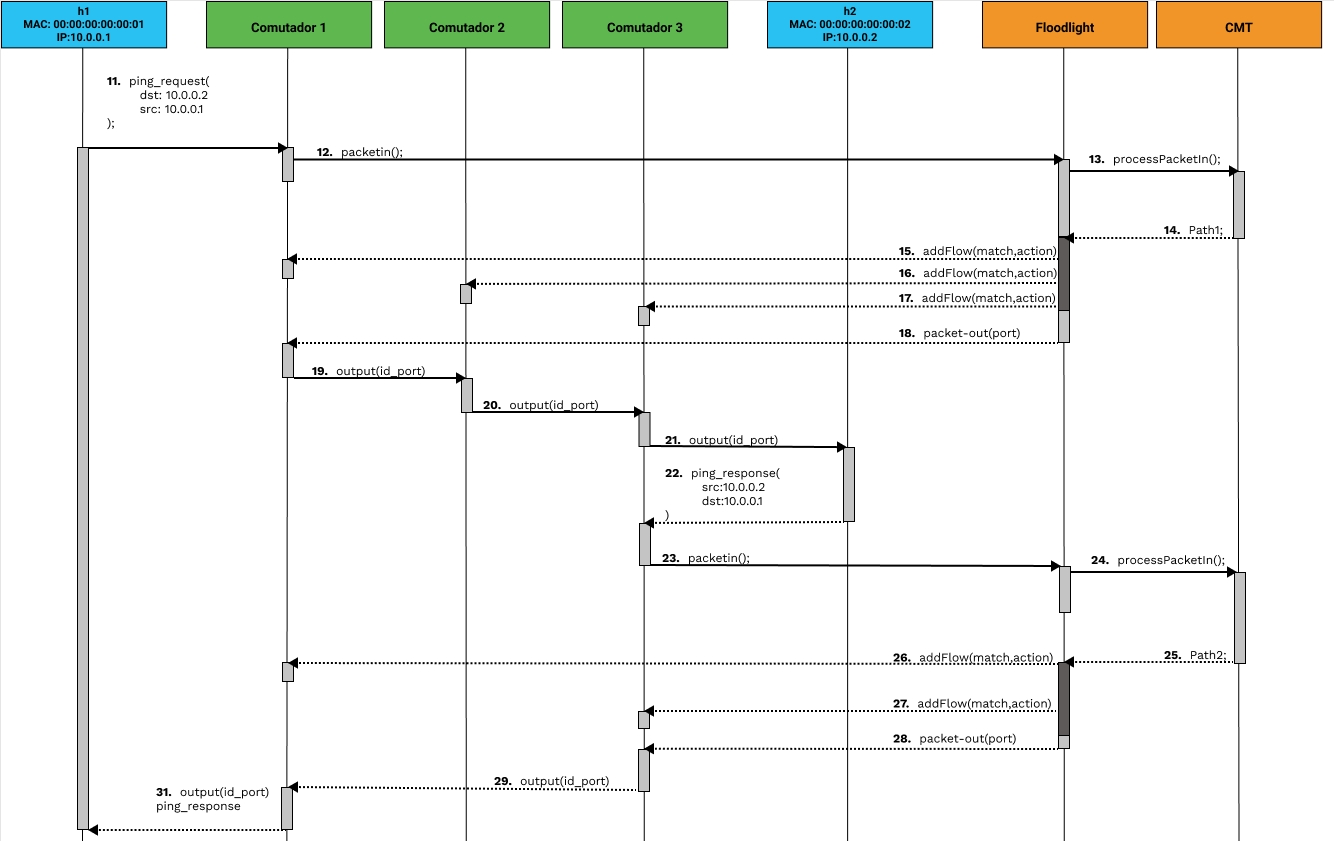 h1
MAC: 00:00:00:00:00:01
IP:10.0.0.1
Comutador 1
Comutador 2
Comutador 3
h2
MAC: 00:00:00:00:00:02
IP:10.0.0.2
Floodlight
CMT
11. ping_request(
dst: 10.0.0.2
src: 10.0.0.1
);
12. packetin();
13. processPacketIn();
14. Path1;
15. addFlow(match,action)
16. addFlow(match,action)
17. addFlow(match,action)
18. packet-out(port)
19. output(id_port)
20. output(id_port)
21. output(id_port)
22. ping_response(
src:10.0.0.2
dst:10.0.0.1
)
23. packetin();
24. processPacketIn();
25. Path2;
26. addFlow(match,action)
27. addFlow(match,action)
28. packet-out(port)
29. output(id_port)
31. output(id_port)
ping_response